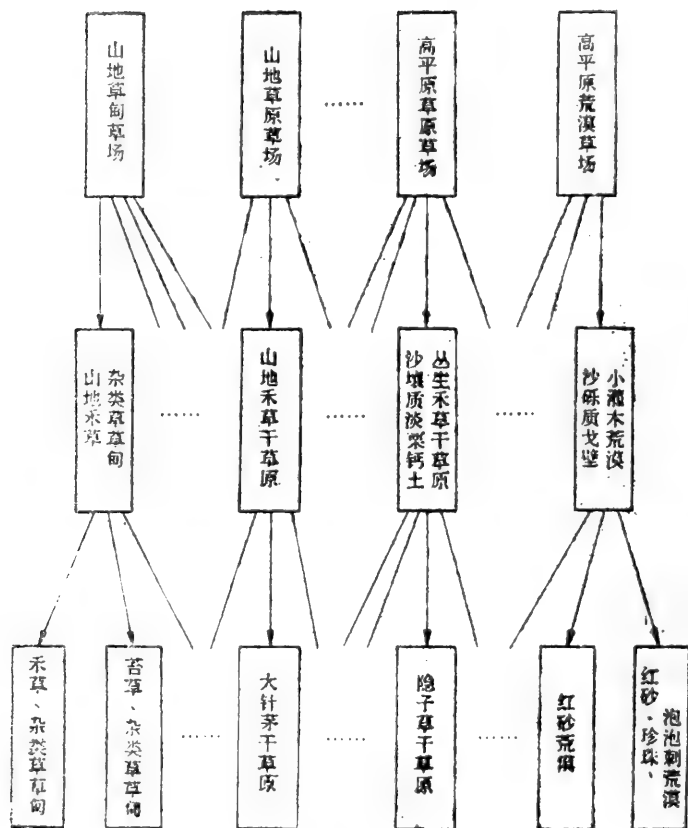 山地草甸草场
山地草原草场
高平原草原草场
高平原荒漠草场
山地禾草
杂类草草甸
山地禾草干草原
沙壤质淡栗钙土
丛生禾草干草原
沙砾质戈壁
小灌木荒漠
禾草、杂类草草甸
苔草、杂类草草甸
大针茅干草原
隐子草干草原
红砂荒漠
红砂·珍珠、
泡泡刺荒漠